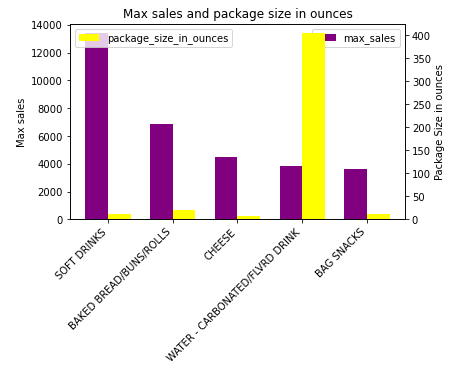 Max sales and package size in ounces
package_size_in_ounces
max_sales
Max sales
14000
12000
10000
8000
6000
4000
2000
0
400
350
300
250
200
150
100
50
0
Package Size in ounces
SOFT DRINKS
BAKED BREAD/BUNS/ROLLS
CHEESE
WATER - CARBONATED/FLVRD DRINK
BAG SNACKS